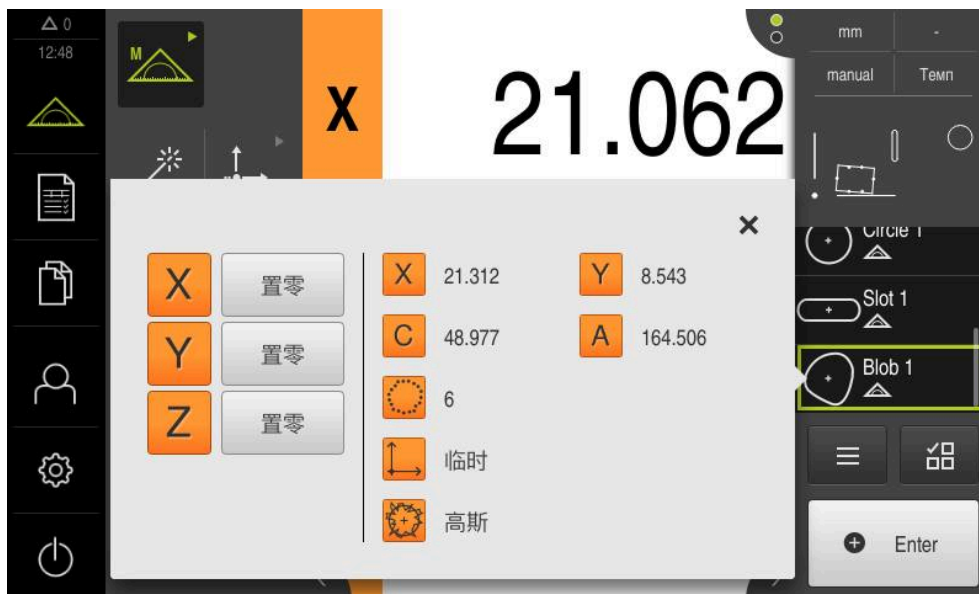 0
12:48
M
X
21.062
mm -
manual Темп
Circle 1
Slot 1
Blob 1
X 置零
Y 置零
Z 置零
X 21.312 Y 8.543
C 48.977 A 164.506
6
临时
高斯
Enter